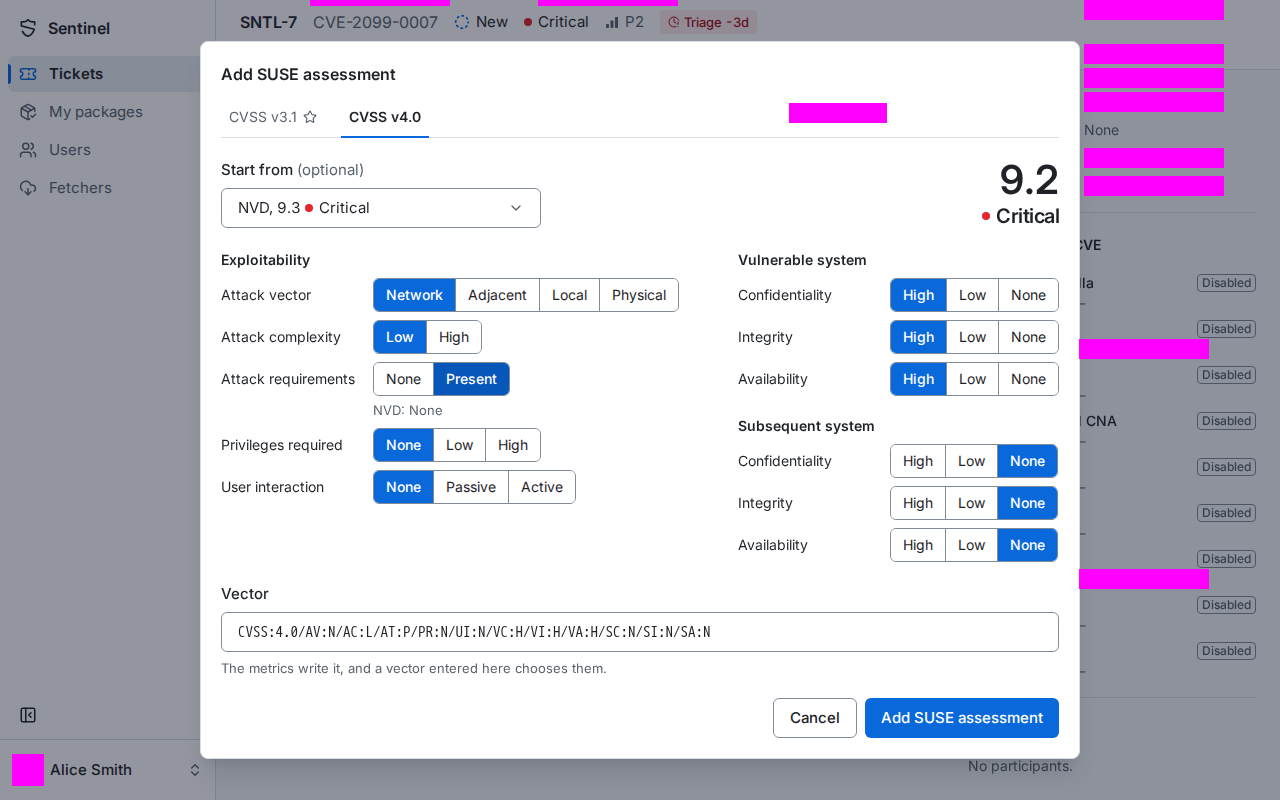 Sentinel
Tickets
My packages
Users
Fetchers
Alice Smith
SNTL-7 CVE-2099-0007 New Critical P2 Triage -3d
Add SUSE assessment
CVSS v3.1 CVSS v4.0
Start from (optional)
NVD, 9.3 Critical
9.2
Critical
Exploitability
Attack vector Network Adjacent Local Physical
Attack complexity Low High
Attack requirements None Present
NVD: None
Privileges required None Low High
User interaction None Passive Active
Vulnerable system
Confidentiality High Low None
Integrity High Low None
Availability High Low None
Subsequent system
Confidentiality High Low None
Integrity High Low None
Availability High Low None
Vector
CVSS:4.0/AV:N/AC:L/AT:P/PR:N/UI:N/VC:H/VI:H/VA:H/SC:N/SI:N/SA:N
The metrics write it, and a vector entered here chooses them.
Cancel Add SUSE assessment
None
CVE
Disabled
Disabled
Disabled
CNA Disabled
Disabled
Disabled
Disabled
Disabled
Disabled
No participants.